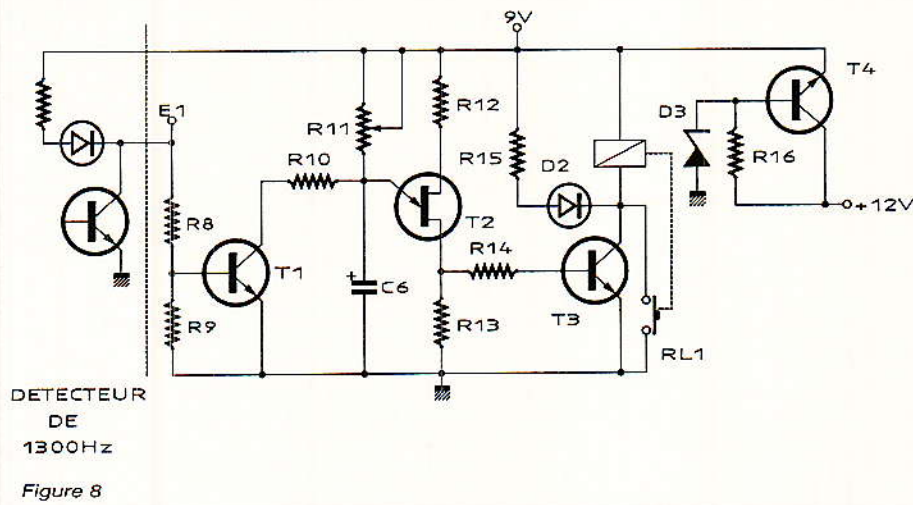 9V
E1
R8
R9
R10
R11
R12
T1
T2
C6
R13
R14
R15
D2
T3
RL1
D3
R16
T4
+12V
DETECTEUR
DE
1300Hz
Figure 8
+